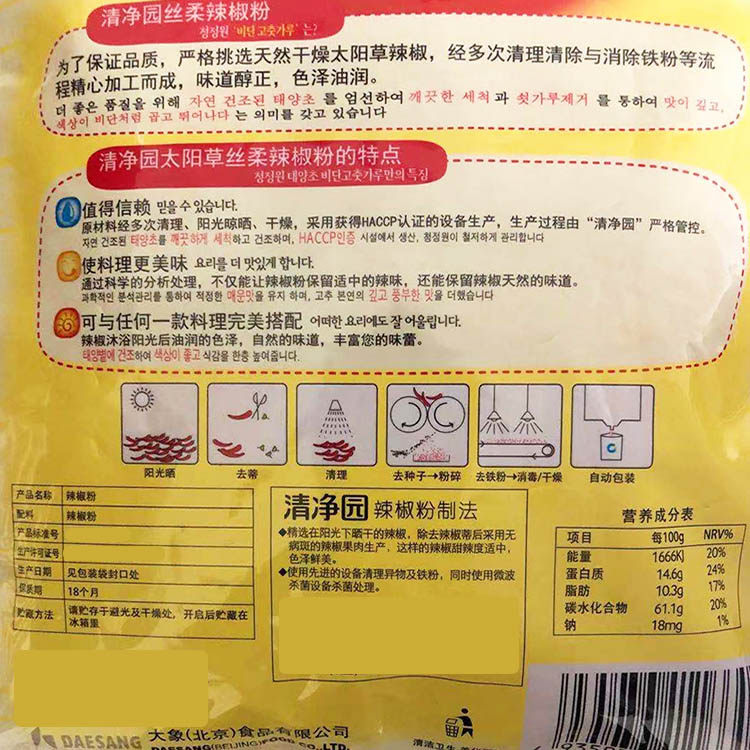 清净园丝柔辣椒粉
청정원 '비단 고춧가루'는?
为了保证品质，严格挑选天然干燥太阳草辣椒，经多次清理清除与消除铁粉等流
程精心加工而成，味道醇正，色泽油润。
더 좋은 품질을 위해 자연 건조된 태양초 를 엄선하여 깨끗한 세척 과 쇳가루제거 를 통하여 맛이 깊고,
색상이 비단처럼 곱고 뛰어나다 는 의미를 갖고 있습니다
清净园太阳草丝柔辣椒粉的特点
청정원 태양초 비단고춧가루만의 특징
值得信赖 믿을 수 있습니다.
原材料经多次清理、阳光晾晒、干燥，采用获得HACCP认证的设备生产，生产过程由“清净园”严格管控。
자연 건조된 태양초를 깨끗하게 세척하고 건조하며, HACCP인증 시설에서 생산, 청정원이 철저하게 관리합니다
使料理更美味 요리를 더 맛있게 합니다.
通过科学的分析处理，不仅能让辣椒粉保留适中的辣味，还能保留辣椒天然的味道。
과학적인 분석관리를 통하여 적정한 매운맛을 유지 하며, 고추 본연의 깊고 풍부한 맛을 더했습니다
可与任何一款料理完美搭配 어떠한 요리에도 잘 어울립니다.
辣椒沐浴阳光后油润的色泽，自然的味道，丰富您的味蕾。
태양볕에 건조하여 색상이 좋고 식감을 한층 높여줍니다.
阳光晒 去蒂 清理 去种子→粉碎 去铁粉→消毒/干燥 自动包装
产品名称 辣椒粉
配料 辣椒粉
产品标准号
生产许可证号
生产日期 见包装袋封口处
保质期 18个月
贮藏方法 请贮存于避光及干燥处，开启后贮藏在
冰箱里
清净园 辣椒粉制法
◆精选在阳光下晒干的辣椒，除去辣椒蒂后采用无
病斑的辣椒果肉生产，这样的辣椒甜辣度适中，
色泽鲜美。
◆使用先进的设备清理异物及铁粉，同时使用微波
杀菌设备杀菌处理。
营养成分表
项目 每100g NRV%
能量 1666KJ 20%
蛋白质 14.6g 24%
脂肪 10.3g 17%
碳水化合物 61.1g 20%
钠 18mg 1%
DAESANG 大象(北京)食品有限公司
DAESANG(BEIJING)FOOD CO.,LTD.
清洁卫生